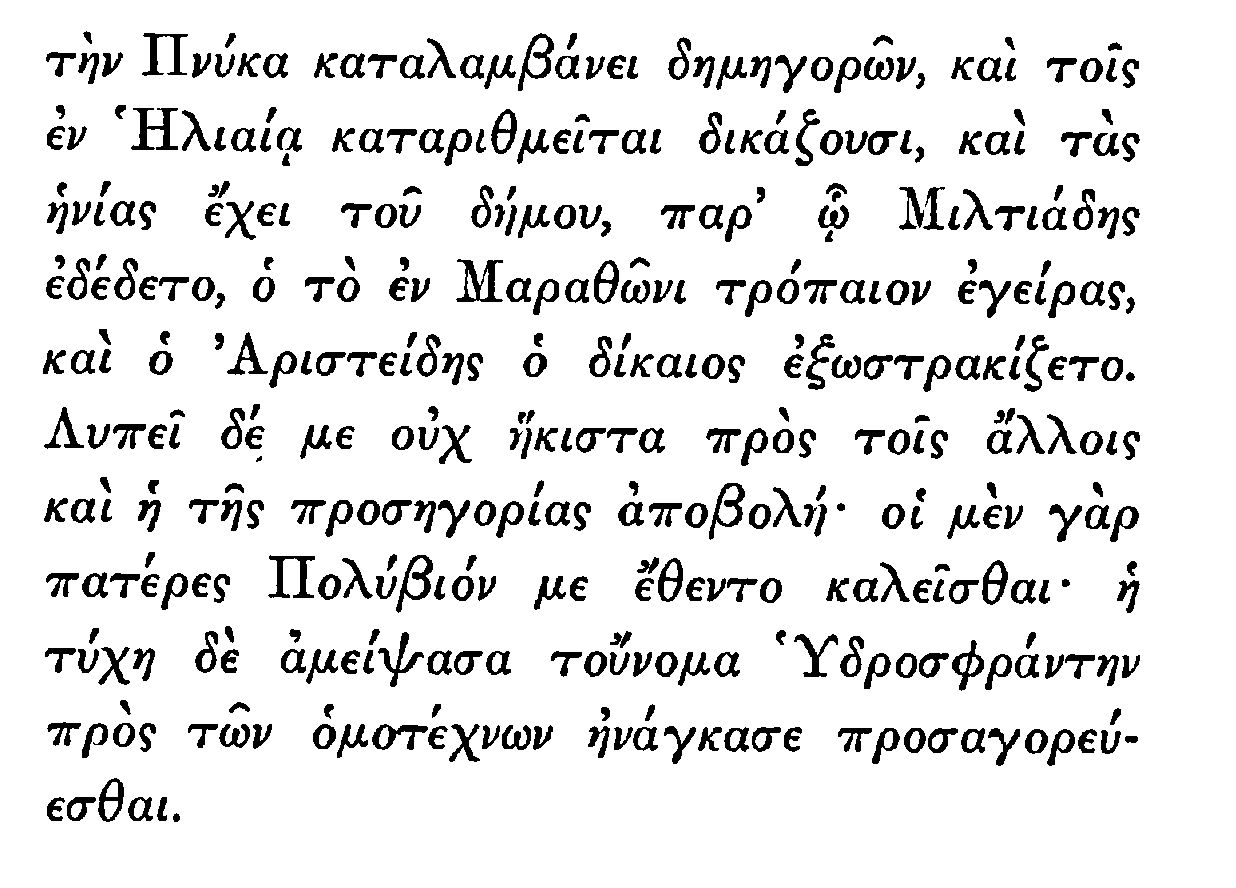 τὴν Πνύκα καταλαμβάνει δημηγορῶν, καὶ τοῖς
ἐν Ἡλιαίᾳ καταριθμεῖται δικάζουσι, καὶ τὰς
ἡνίας ἔχει τοῦ δήμου, παρ’ ᾧ Μιλτιάδης
ἐδέδετο, ὁ τὸ ἐν Μαραθῶνι τρόπαιον ἐγείρας,
καὶ ὁ Ἀριστείδης ὁ δίκαιος ἐξωστρακίζετο.
Λυπεῖ δέ με οὐχ ἥκιστα πρὸς τοῖς ἄλλοις
καὶ ἡ τῆς προσηγορίας ἀποβολή· οἱ μὲν γὰρ
πατέρες Πολύβιόν με ἔθεντο καλεῖσθαι· ἡ
τύχη δὲ ἀμείψασα τοὔνομα Ὑδροσφράντην
πρὸς τῶν ὁμοτέχνων ἠνάγκασε προσαγορεύ-
εσθαι.